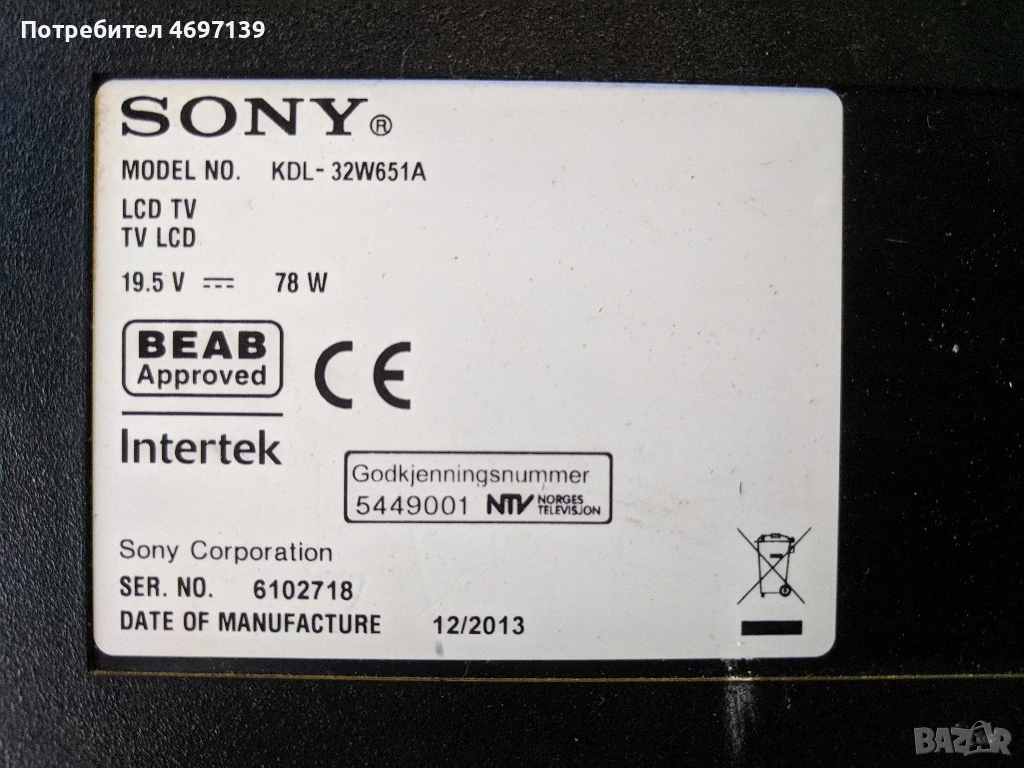 Потребител 4697139
SONY®
MODEL NO. KDL-32W651A
LCD TV
TV LCD
19.5 V ⎓ 78 W
BEAB
Approved
CE
Intertek
Godkjenningsnummer
5449001 NTV NORGES
TELEVISJON
Sony Corporation
SER. NO. 6102718
DATE OF MANUFACTURE 12/2013
BAZAR